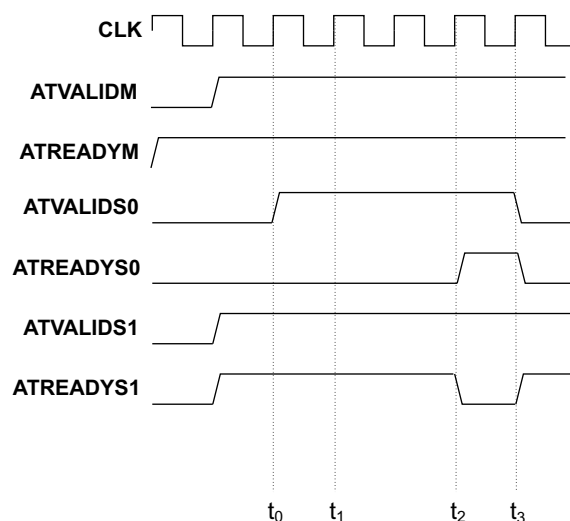 CLK
ATVALIDM
ATREADYM
ATVALIDS0
ATREADYS0
ATVALIDS1
ATREADYS1
t0 t1 t2 t3